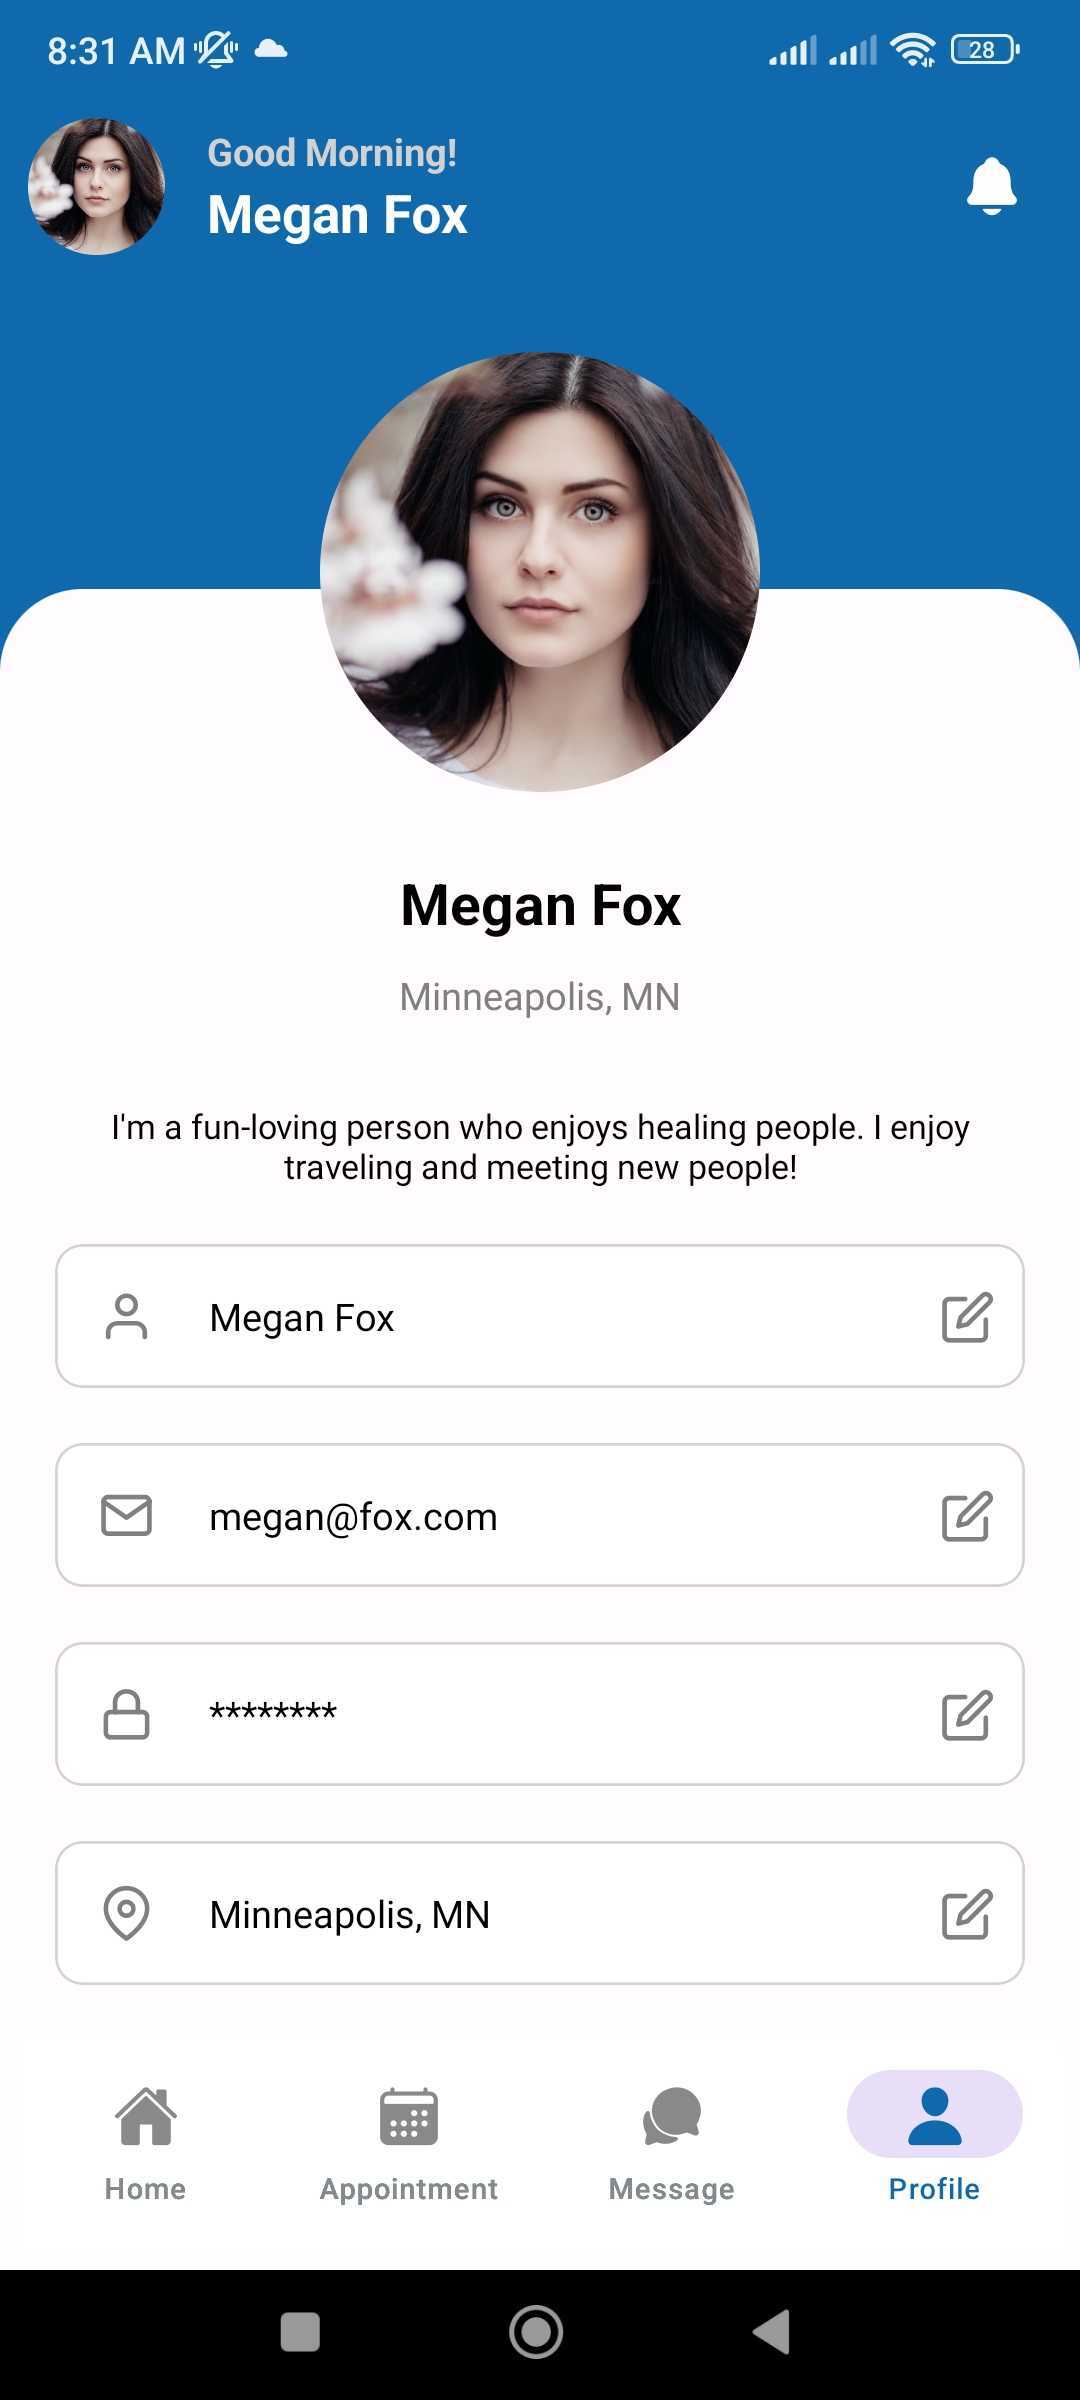 8:31 AM
28
Good Morning!
Megan Fox
Megan Fox
Minneapolis, MN
I'm a fun-loving person who enjoys healing people. I enjoy
traveling and meeting new people!
Megan Fox
megan@fox.com
********
Minneapolis, MN
Home
Appointment
Message
Profile